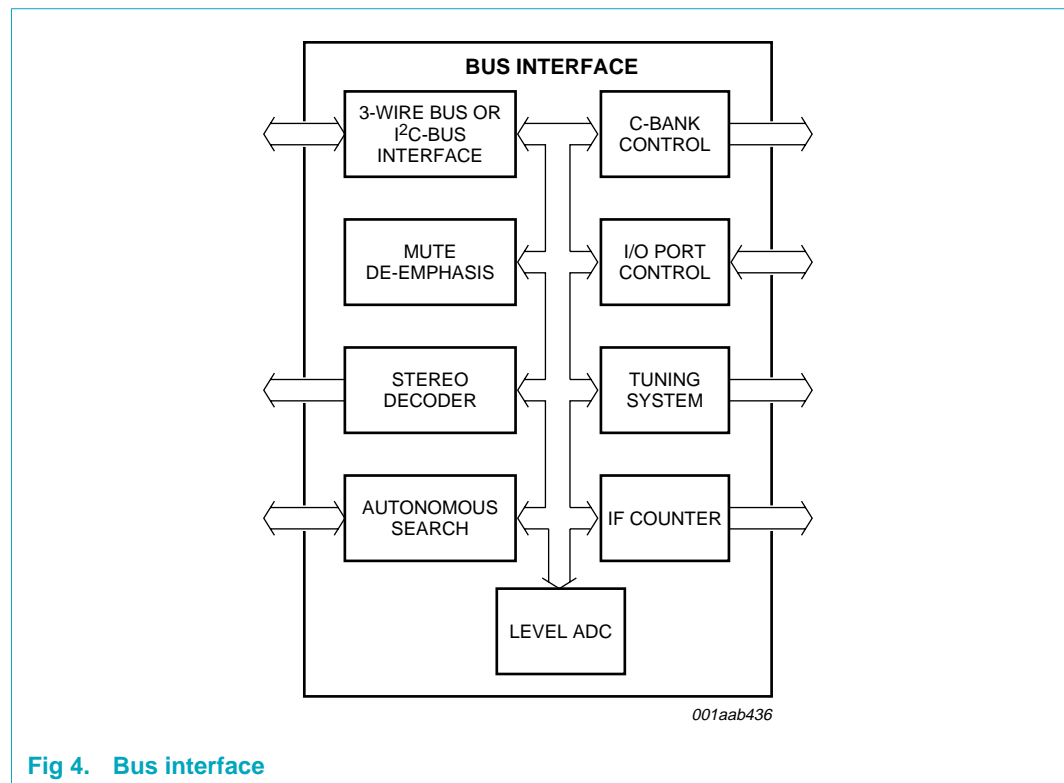 BUS INTERFACE
3-WIRE BUS OR
I²C-BUS
INTERFACE
C-BANK
CONTROL
MUTE
DE-EMPHASIS
I/O PORT
CONTROL
STEREO
DECODER
TUNING
SYSTEM
AUTONOMOUS
SEARCH
IF COUNTER
LEVEL ADC
001aab436
Fig 4. Bus interface